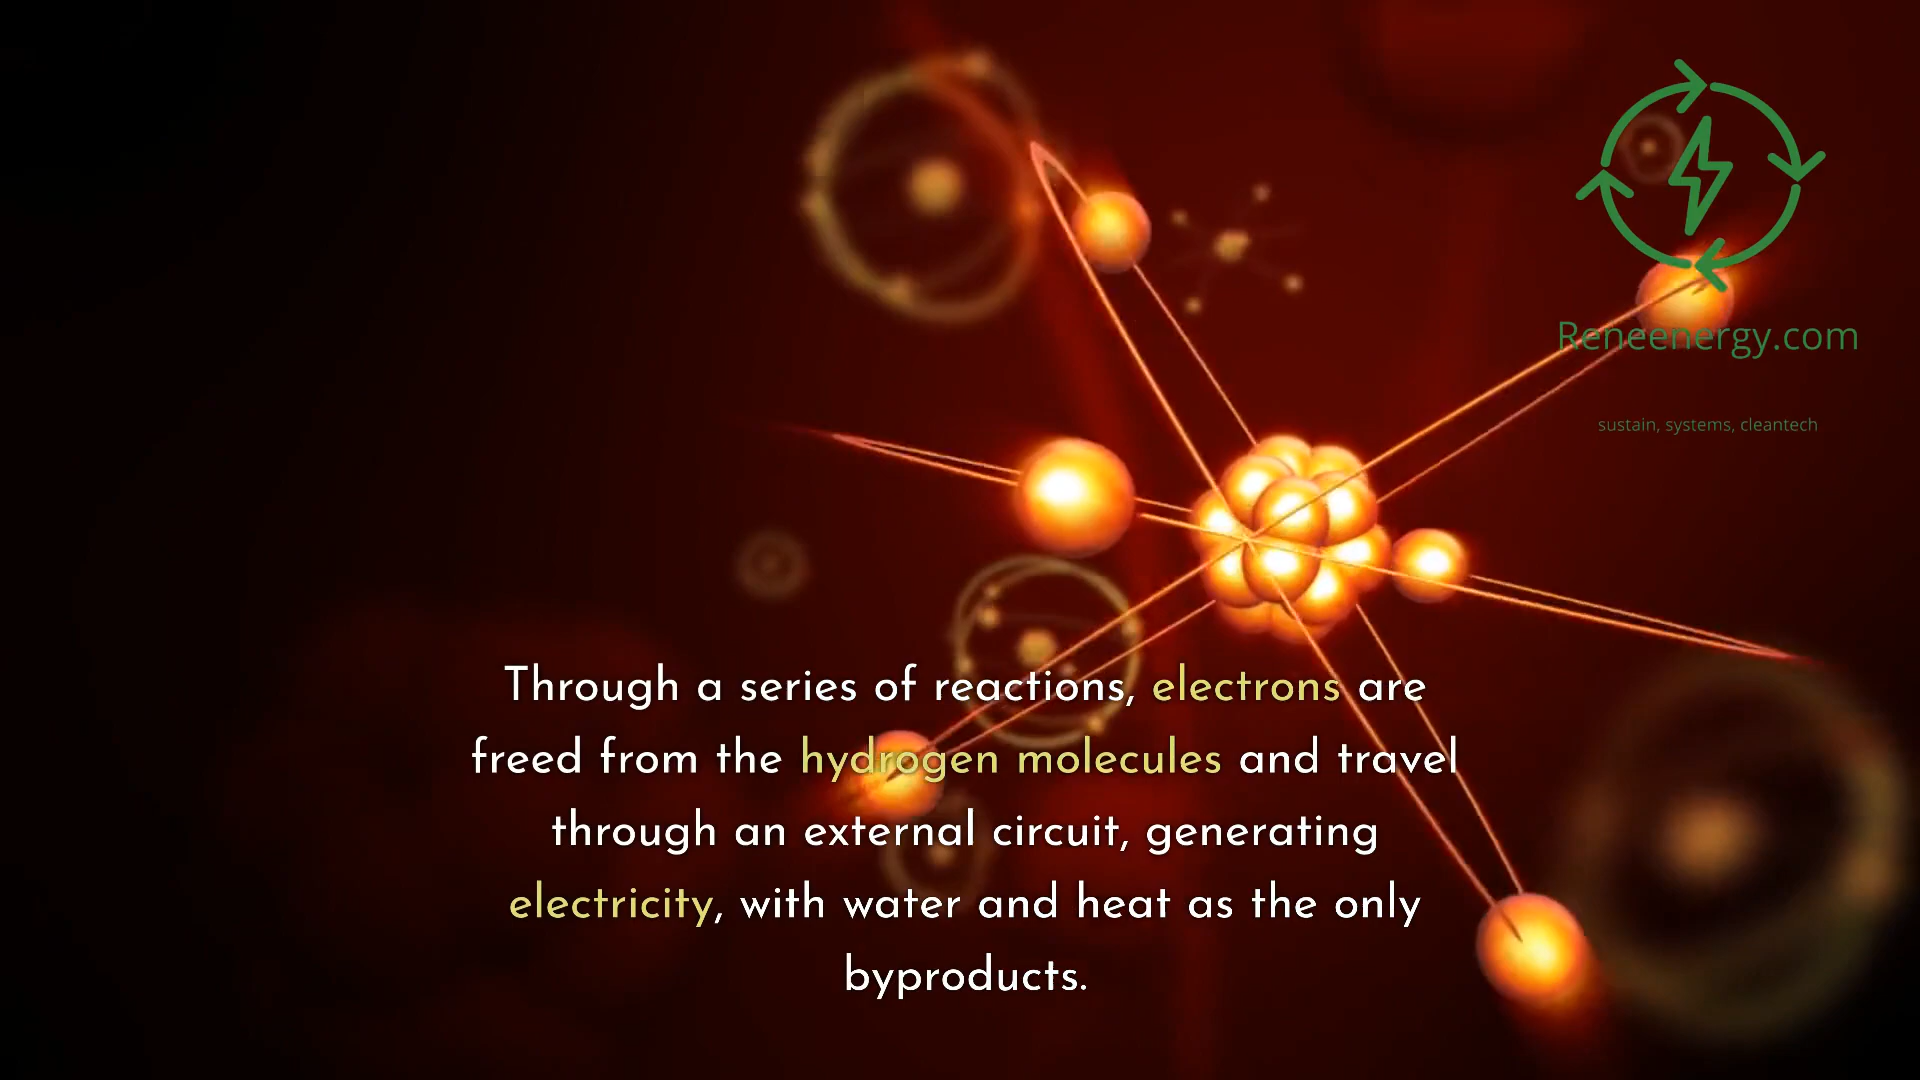 Reneenergy.com
sustain, systems, cleantech
Through a series of reactions, electrons are
freed from the hydrogen molecules and travel
through an external circuit, generating
electricity, with water and heat as the only
byproducts.